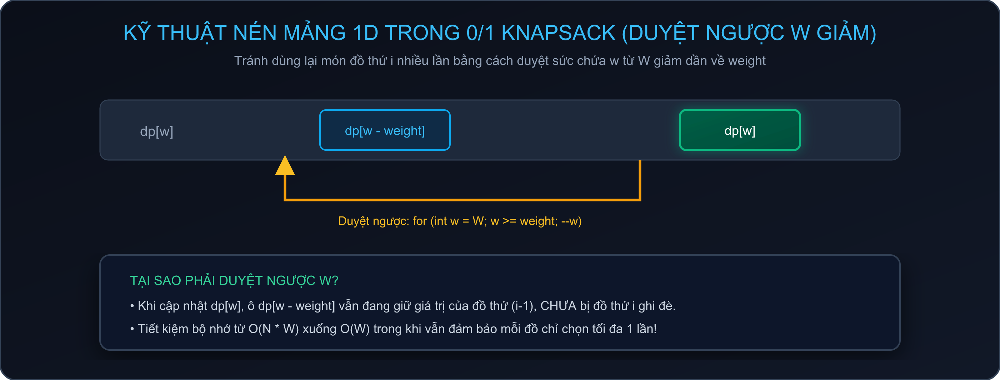 KỸ THUẬT NÉN MẢNG 1D TRONG 0/1 KNAPSACK (DUYỆT NGƯỢC W GIẢM)
Tránh dùng lại món đồ thứ i nhiều lần bằng cách duyệt sức chứa w từ W giảm dần về weight
dp[w]
dp[w - weight]
dp[w]
Duyệt ngược: for (int w = W; w >= weight; --w)
TẠI SAO PHẢI DUYỆT NGƯỢC W?
• Khi cập nhật dp[w], ô dp[w - weight] vẫn đang giữ giá trị của đồ thứ (i-1), CHƯA bị đồ thứ i ghi đè.
• Tiết kiệm bộ nhớ từ O(N * W) xuống O(W) trong khi vẫn đảm bảo mỗi đồ chỉ chọn tối đa 1 lần!